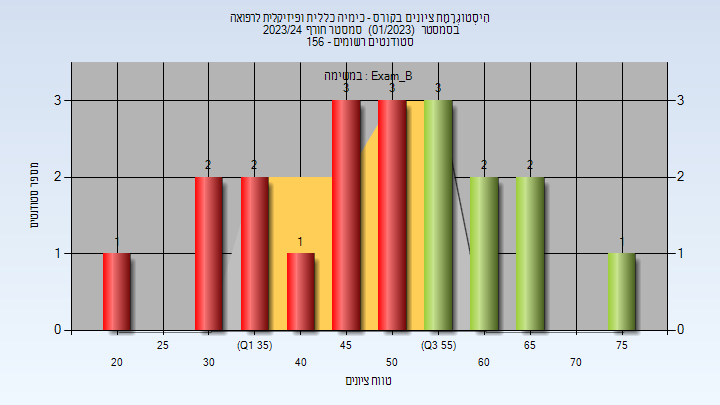 היסטוגרמת ציונים בקורס - כימיה כללית ופיזיקלית לרפואה
בסמסטר (01/2023) סמסטר חורף 2023/24
סטודנטים רשומים - 156
במשימה : Exam_B
מספר סטודנטים
3 3
2 2
1 1
0 0
1 2 2 1 3 3 3 2 2 1
25 (Q1 35) 45 (Q3 55) 65 75
20 30 40 50 60 70
טווח ציונים